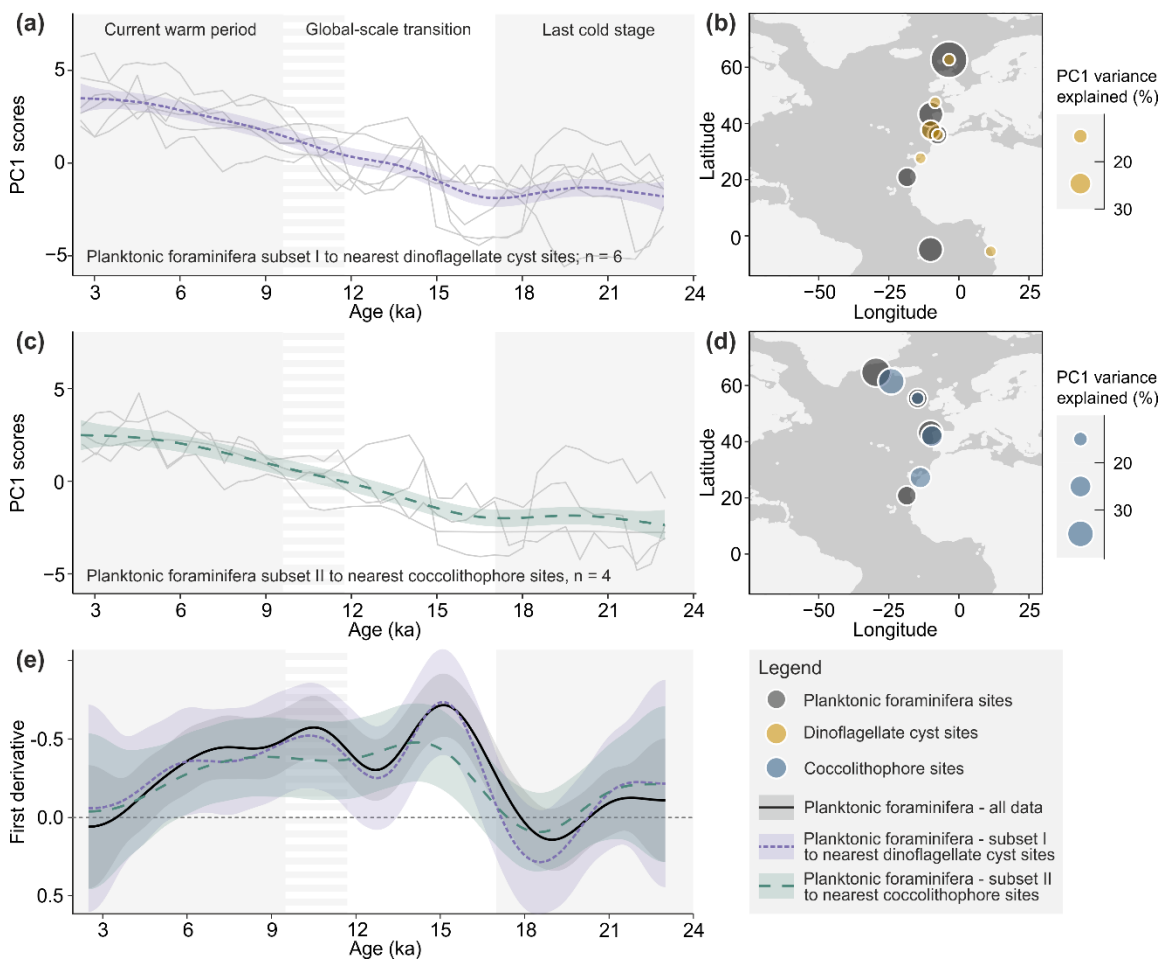 (a)
Current warm period
Global-scale transition
Last cold stage
PC1 scores
5
0
−5
Planktonic foraminifera subset I to nearest dinoflagellate cyst sites; n = 6
3 6 9 12 15 18 21 24
Age (ka)
(b)
Latitude
60
40
20
0
−50 −25 0 25
Longitude
PC1 variance
explained (%)
20
30
(c)
PC1 scores
5
0
−5
Planktonic foraminifera subset II to nearest coccolithophore sites, n = 4
3 6 9 12 15 18 21 24
Age (ka)
(d)
Latitude
60
40
20
0
−50 −25 0 25
Longitude
PC1 variance
explained (%)
20
30
(e)
First derivative
-0.5
0.0
0.5
3 6 9 12 15 18 21 24
Age (ka)
Legend
Planktonic foraminifera sites
Dinoflagellate cyst sites
Coccolithophore sites
Planktonic foraminifera - all data
Planktonic foraminifera - subset I
to nearest dinoflagellate cyst sites
Planktonic foraminifera - subset II
to nearest coccolithophore sites